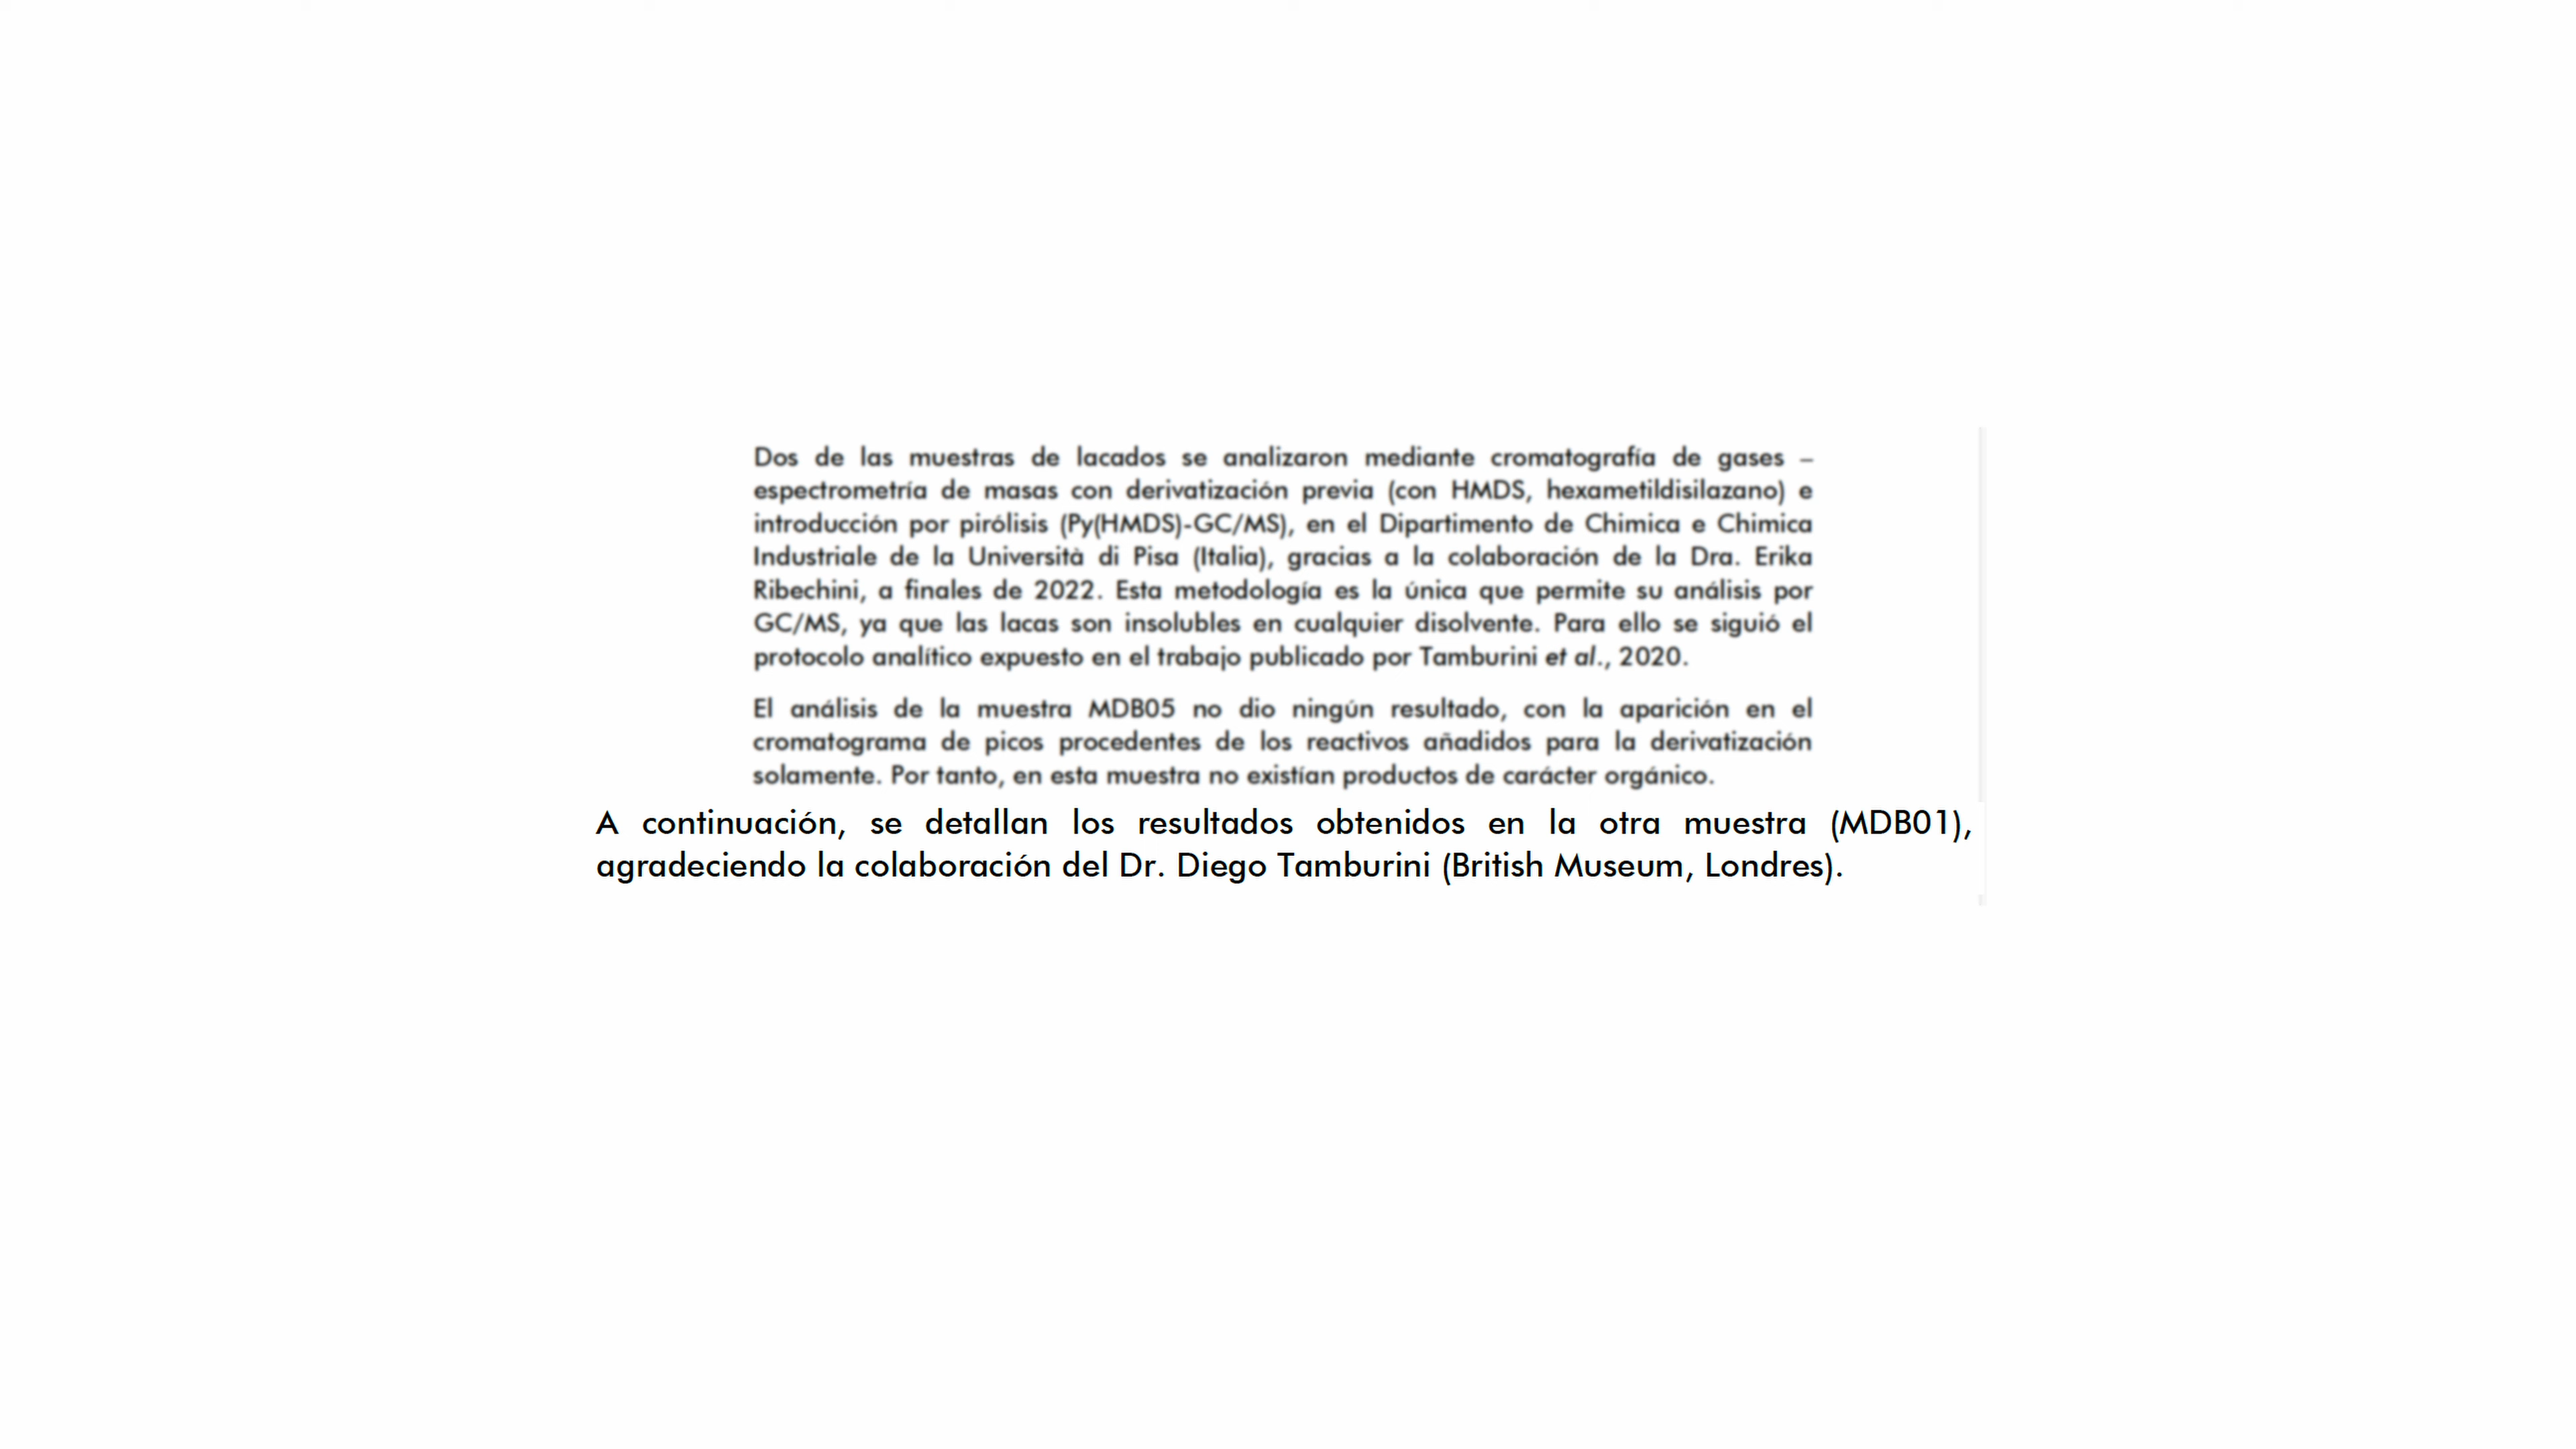 Dos de las muestras de lacados se analizaron mediante cromatografía de gases –
espectrometría de masas con derivatización previa (con HMDS, hexametildisilazano) e
introducción por pirólisis (Py(HMDS)-GC/MS), en el Dipartimento de Chimica e Chimica
Industriale de la Università di Pisa (Italia), gracias a la colaboración de la Dra. Erika
Ribechini, a finales de 2022. Esta metodología es la única que permite su análisis por
GC/MS, ya que las lacas son insolubles en cualquier disolvente. Para ello se siguió el
protocolo analítico expuesto en el trabajo publicado por Tamburini et al., 2020.
El análisis de la muestra MDB05 no dio ningún resultado, con la aparición en el
cromatograma de picos procedentes de los reactivos añadidos para la derivatización
solamente. Por tanto, en esta muestra no existían productos de carácter orgánico.
A continuación, se detallan los resultados obtenidos en la otra muestra (MDB01),
agradeciendo la colaboración del Dr. Diego Tamburini (British Museum, Londres).